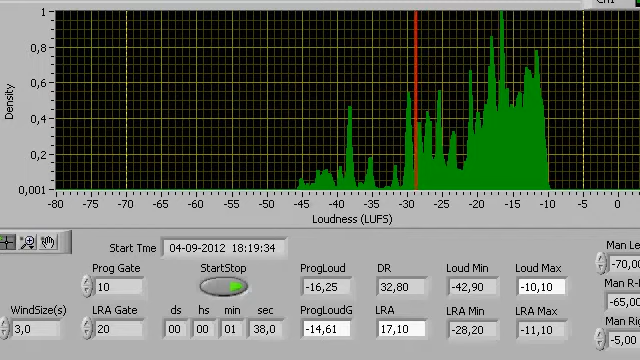 CH1
1
0,8
0,6
Density
0,4
0,2
0,001
-80 -75 -70 -65 -60 -55 -50 -45 -40 -35 -30 -25 -20 -15 -10 -5 0
Loudness (LUFS)
Start Tme 04-09-2012 18:19:34
Man Le
-70,00
Prog Gate StartStop ProgLoud DR Loud Min Loud Max
10 -16,25 32,80 -42,90 -10,10
Man R-
-65,00
WindSize(s) LRA Gate ds hs min sec ProgLoudG LRA LRA Min LRA Max
Man Rig
3,0 20 00 00 01 38,0 -14,61 17,10 -28,20 -11,10
-5,00